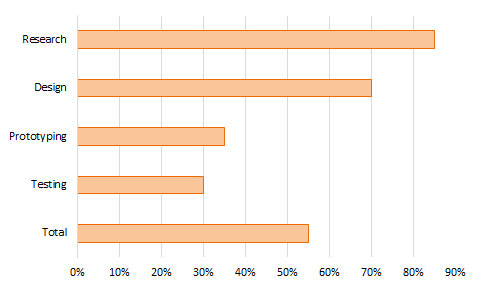 Research
Design
Prototyping
Testing
Total
0% 10% 20% 30% 40% 50% 60% 70% 80% 90%